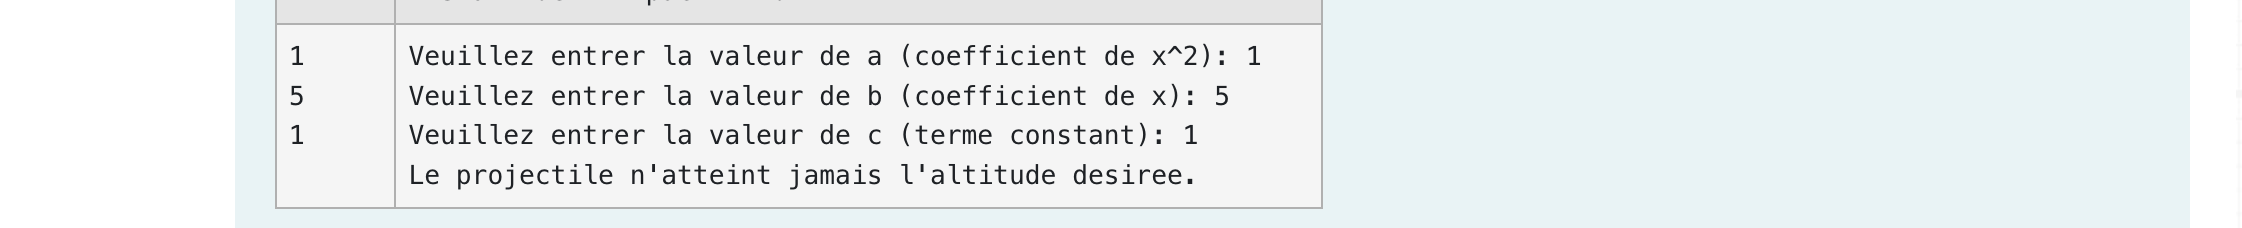 1 Veuillez entrer la valeur de a (coefficient de x^2): 1
5 Veuillez entrer la valeur de b (coefficient de x): 5
1 Veuillez entrer la valeur de c (terme constant): 1
Le projectile n'atteint jamais l'altitude desiree.